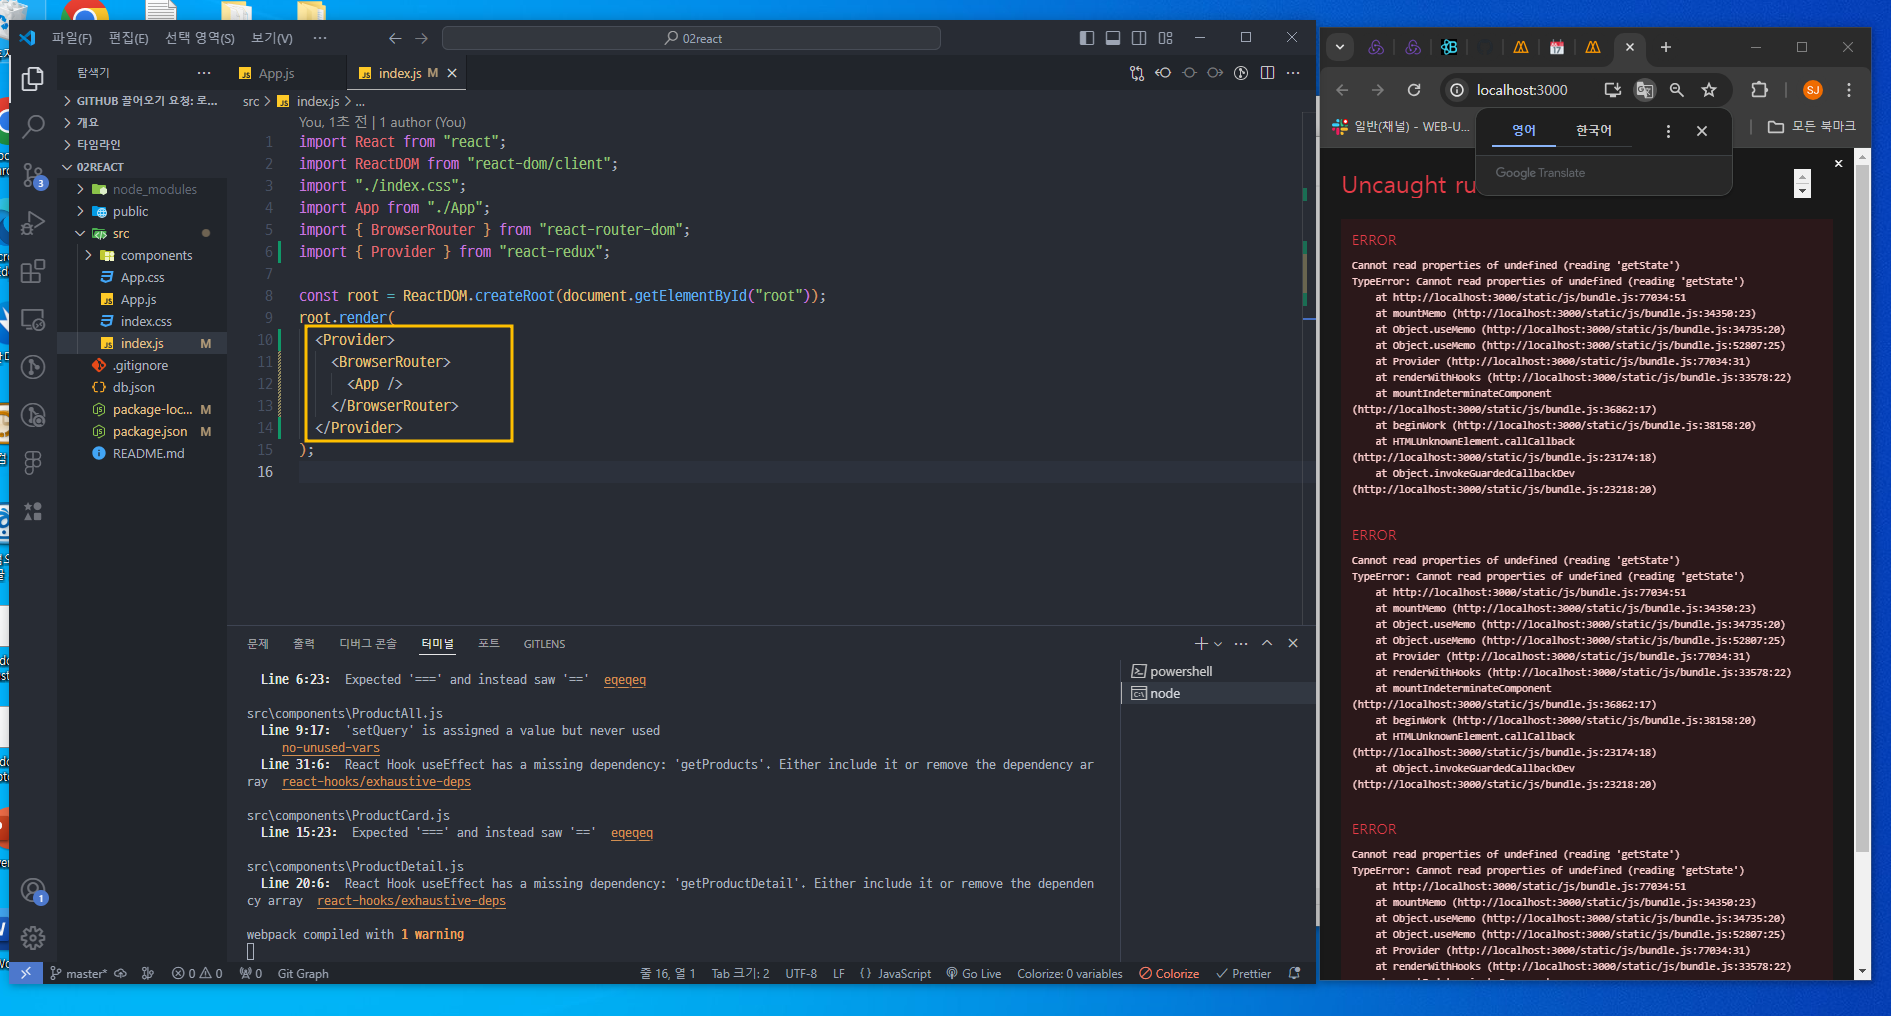 파일(F) 편집(E) 선택 영역(S) 보기(V) ···
02react
탐색기
GITHUB 끌어오기 요청: 로...
개요
타임라인
02REACT
node_modules
public
src
components
App.css
App.js
index.css
index.js M
.gitignore
db.json
package-loc... M
package.json M
README.md
App.js
index.js M
src > index.js > ...
You, 1초 전 | 1 author (You)
1 import React from "react";
2 import ReactDOM from "react-dom/client";
3 import "./index.css";
4 import App from "./App";
5 import { BrowserRouter } from "react-router-dom";
6 import { Provider } from "react-redux";
7
8 const root = ReactDOM.createRoot(document.getElementById("root"));
9 root.render(
10 <Provider>
11 <BrowserRouter>
12 <App />
13 </BrowserRouter>
14 </Provider>
15 );
16
문제 출력 디버그 콘솔 터미널 포트 GITLENS
powershell
node
Line 6:23: Expected '===' and instead saw '==' eqeqeq
src\components\ProductAll.js
Line 9:17: 'setQuery' is assigned a value but never used
no-unused-vars
Line 31:6: React Hook useEffect has a missing dependency: 'getProducts'. Either include it or remove the dependency ar
ray react-hooks/exhaustive-deps
src\components\ProductCard.js
Line 15:23: Expected '===' and instead saw '==' eqeqeq
src\components\ProductDetail.js
Line 20:6: React Hook useEffect has a missing dependency: 'getProductDetail'. Either include it or remove the dependen
cy array react-hooks/exhaustive-deps
webpack compiled with 1 warning
3
1
master* 0 0 0 Git Graph
줄 16, 열 1 Tab 크기: 2 UTF-8 LF {} JavaScript Go Live Colorize: 0 variables Colorize Prettier
17
localhost:3000
SJ
일반(채널) - WEB-U...
모든 북마크
영어 한국어
Google Translate
Uncaught ru
ERROR
Cannot read properties of undefined (reading 'getState')
TypeError: Cannot read properties of undefined (reading 'getState')
at http://localhost:3000/static/js/bundle.js:77034:51
at mountMemo (http://localhost:3000/static/js/bundle.js:34350:23)
at Object.useMemo (http://localhost:3000/static/js/bundle.js:34735:20)
at Object.useMemo (http://localhost:3000/static/js/bundle.js:52807:25)
at Provider (http://localhost:3000/static/js/bundle.js:77034:31)
at renderWithHooks (http://localhost:3000/static/js/bundle.js:33578:22)
at mountIndeterminateComponent
(http://localhost:3000/static/js/bundle.js:36862:17)
at beginWork (http://localhost:3000/static/js/bundle.js:38158:20)
at HTMLUnknownElement.callCallback
(http://localhost:3000/static/js/bundle.js:23174:18)
at Object.invokeGuardedCallbackDev
(http://localhost:3000/static/js/bundle.js:23218:20)
ERROR
Cannot read properties of undefined (reading 'getState')
TypeError: Cannot read properties of undefined (reading 'getState')
at http://localhost:3000/static/js/bundle.js:77034:51
at mountMemo (http://localhost:3000/static/js/bundle.js:34350:23)
at Object.useMemo (http://localhost:3000/static/js/bundle.js:34735:20)
at Object.useMemo (http://localhost:3000/static/js/bundle.js:52807:25)
at Provider (http://localhost:3000/static/js/bundle.js:77034:31)
at renderWithHooks (http://localhost:3000/static/js/bundle.js:33578:22)
at mountIndeterminateComponent
(http://localhost:3000/static/js/bundle.js:36862:17)
at beginWork (http://localhost:3000/static/js/bundle.js:38158:20)
at HTMLUnknownElement.callCallback
(http://localhost:3000/static/js/bundle.js:23174:18)
at Object.invokeGuardedCallbackDev
(http://localhost:3000/static/js/bundle.js:23218:20)
ERROR
Cannot read properties of undefined (reading 'getState')
TypeError: Cannot read properties of undefined (reading 'getState')
at http://localhost:3000/static/js/bundle.js:77034:51
at mountMemo (http://localhost:3000/static/js/bundle.js:34350:23)
at Object.useMemo (http://localhost:3000/static/js/bundle.js:34735:20)
at Object.useMemo (http://localhost:3000/static/js/bundle.js:52807:25)
at Provider (http://localhost:3000/static/js/bundle.js:77034:31)
at renderWithHooks (http://localhost:3000/static/js/bundle.js:33578:22)